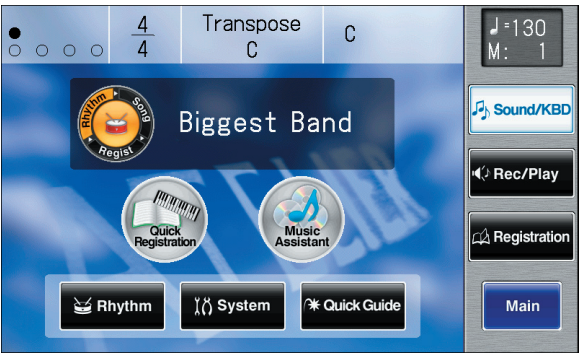 4
4
Transpose
C
C
♩=130
M: 1
Rhythm
Song
Regist
Biggest Band
Sound/KBD
Quick
Registration
Music
Assistant
Rec/Play
Registration
ATELIER
Rhythm
System
Quick Guide
Main